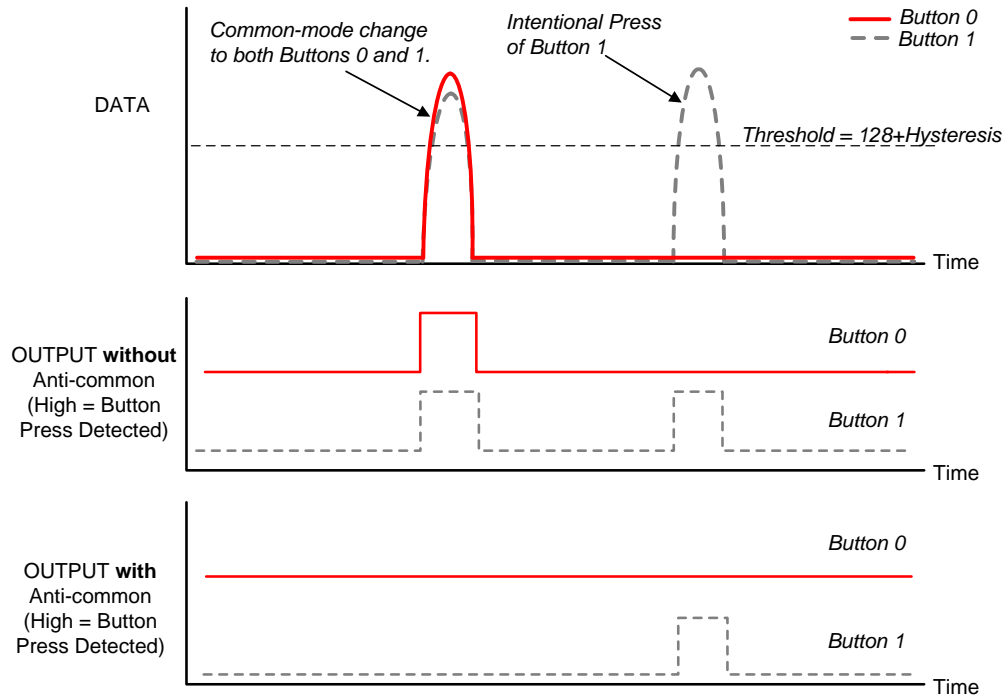 Common-mode change
to both Buttons 0 and 1.
Intentional Press
of Button 1
Button 0
Button 1
DATA
Threshold = 128+Hysteresis
Time
OUTPUT without
Anti-common
(High = Button
Press Detected)
Button 0
Button 1
Time
OUTPUT with
Anti-common
(High = Button
Press Detected)
Button 0
Button 1
Time